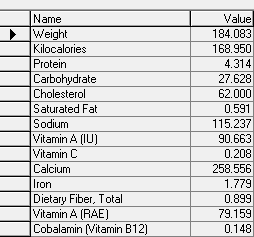 Name Value
Weight 184.083
Kilocalories 168.950
Protein 4.314
Carbohydrate 27.628
Cholesterol 62.000
Saturated Fat 0.591
Sodium 115.237
Vitamin A (IU) 90.663
Vitamin C 0.208
Calcium 258.556
Iron 1.779
Dietary Fiber, Total 0.899
Vitamin A (RAE) 79.159
Cobalamin (Vitamin B12) 0.148